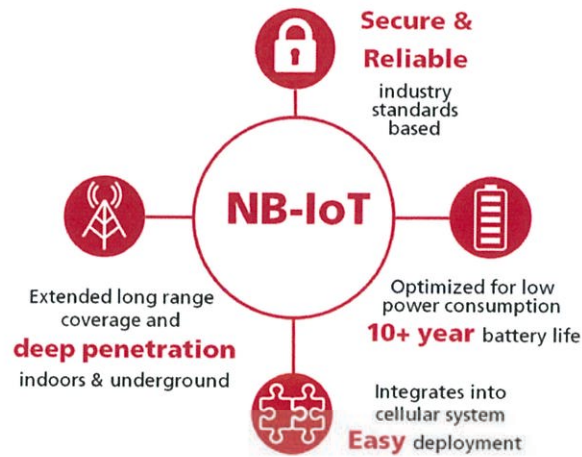 Secure &
Reliable
industry
standards
based
NB-IoT
Extended long range
coverage and
deep penetration
indoors & underground
Optimized for low
power consumption
10+ year battery life
Integrates into
cellular system
Easy deployment